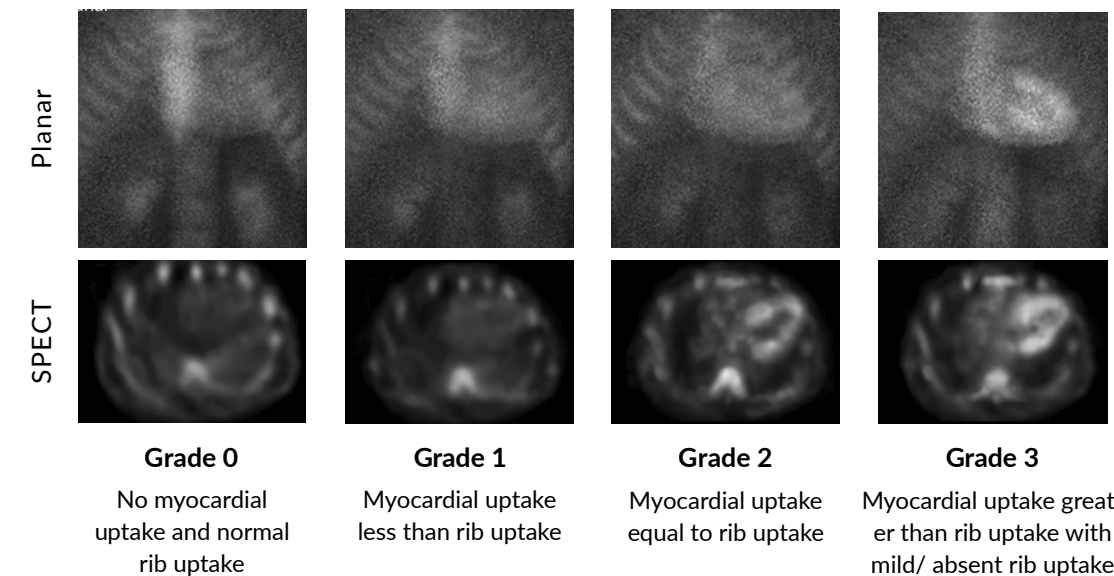 Planar
SPECT
Grade 0
No myocardial
uptake and normal
rib uptake
Grade 1
Myocardial uptake
less than rib uptake
Grade 2
Myocardial uptake
equal to rib uptake
Grade 3
Myocardial uptake great
er than rib uptake with
mild/ absent rib uptake